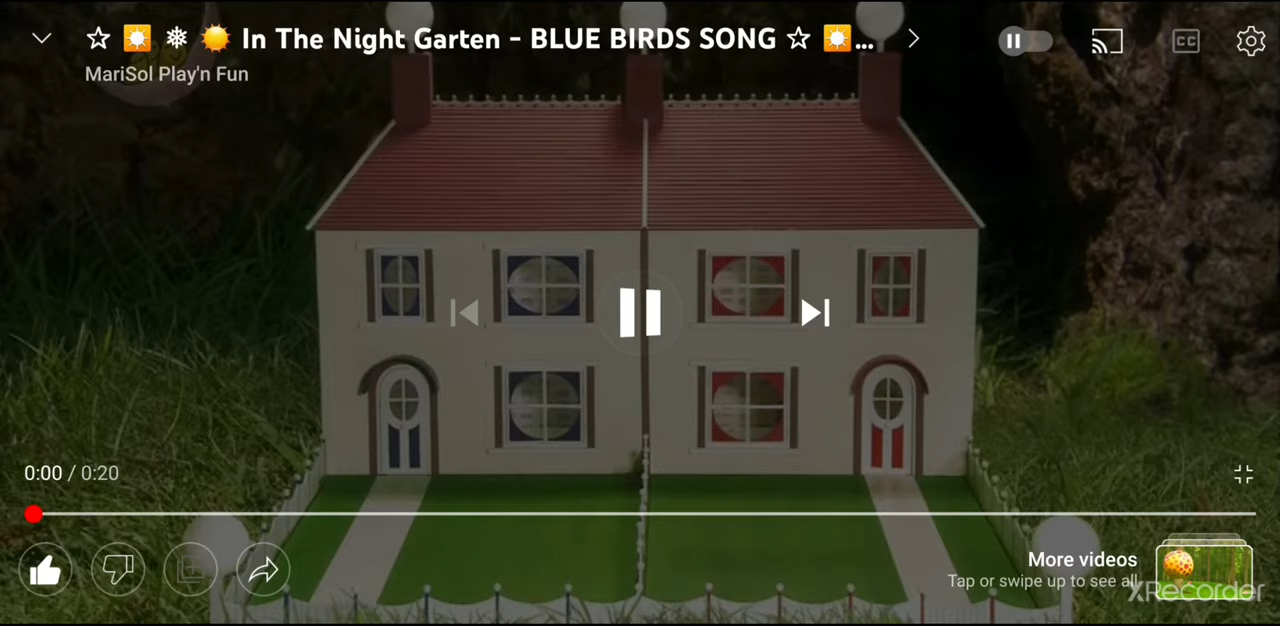 ☆ ☀️ ❄ ☀️ In The Night Garten - BLUE BIRDS SONG ☆ ☀️...
MariSol Play'n Fun
CC
0:00 / 0:20
More videos
Tap or swipe up to see all
XRecorder